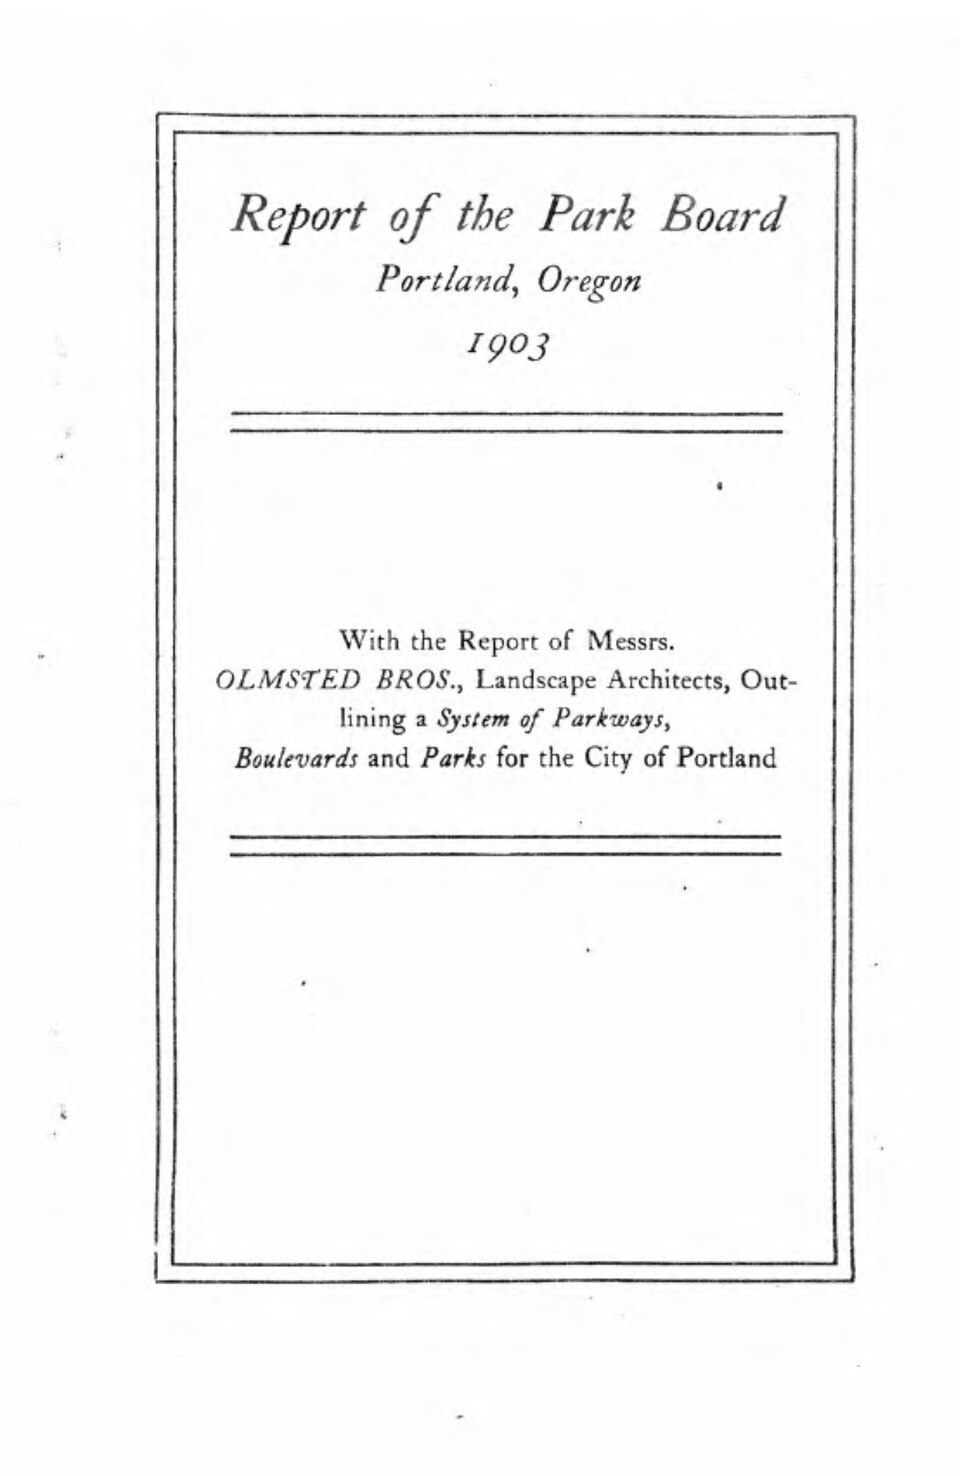 Report of the Park Board
Portland, Oregon
1903
With the Report of Messrs.
OLMSTED BROS., Landscape Architects, Out-
lining a System of Parkways,
Boulevards and Parks for the City of Portland